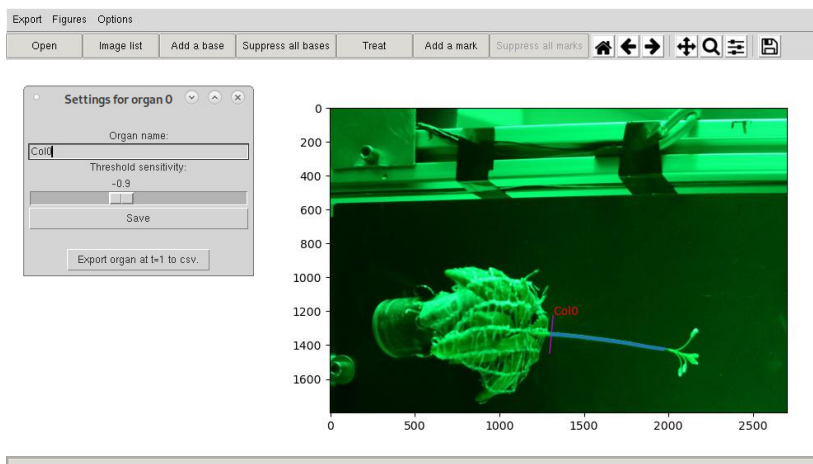 Export Figures Options
Open Image list Add a base Suppress all bases Treat Add a mark Suppress all marks
Settings for organ 0
Organ name:
Col0
Threshold sensitivity:
-0.9
Save
Export organ at t=1 to csv.
0
200
400
600
800
1000
1200
1400
1600
Col0
0 500 1000 1500 2000 2500